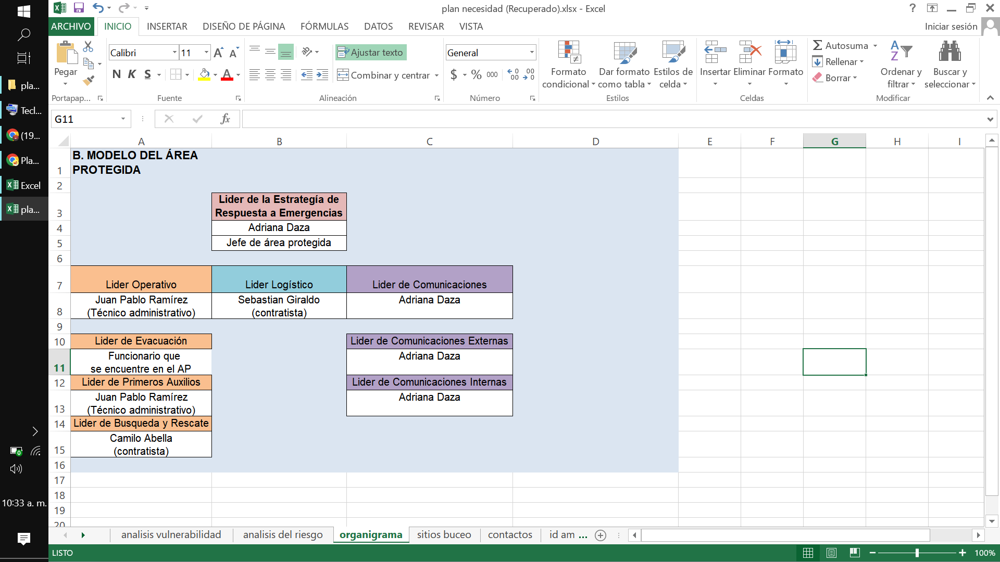 plan necesidad (Recuperado).xlsx - Excel
?
ARCHIVO INICIO INSERTAR DISEÑO DE PÁGINA FÓRMULAS DATOS REVISAR VISTA Iniciar sesión
Calibri 11 Ajustar texto General Autosuma
Pegar N K S Combinar y centrar $ % 000 Formato condicional Dar formato como tabla Estilos de celda Insertar Eliminar Formato Rellenar Borrar Ordenar y filtrar Buscar y seleccionar
Portapap... Fuente Alineación Número Estilos Celdas Modificar
G11 fx
A B C D E F G H I
1 B. MODELO DEL ÁREA
PROTEGIDA
2
3 Lider de la Estrategía de
Respuesta a Emergencias
4 Adriana Daza
5 Jefe de área protegida
6
7 Lider Operativo Lider Logístico Lider de Comunicaciones
8 Juan Pablo Ramírez Sebastian Giraldo Adriana Daza
(Técnico administrativo) (contratista)
9
10 Lider de Evacuación Lider de Comunicaciones Externas
11 Funcionario que Adriana Daza
se encuentre en el AP
12 Lider de Primeros Auxilios Lider de Comunicaciones Internas
13 Juan Pablo Ramírez Adriana Daza
(Técnico administrativo)
14 Lider de Busqueda y Rescate
15 Camilo Abella
(contratista)
16
17
18
19
20
analisis vulnerabilidad analisis del riesgo organigrama sitios buceo contactos id am ...
LISTO 100%
pla...
Tecl...
(19...
Pla...
Excel
pla...
10:33 a. m.